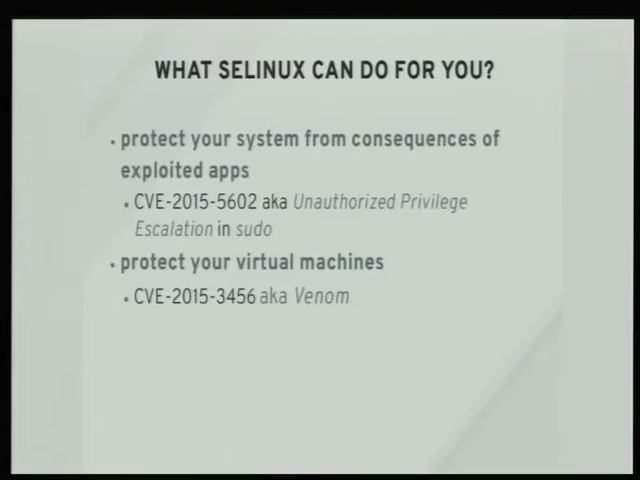 WHAT SELINUX CAN DO FOR YOU?
protect your system from consequences of
exploited apps
CVE-2015-5602 aka Unauthorized Privilege
Escalation in sudo
protect your virtual machines
CVE-2015-3456 aka Venom